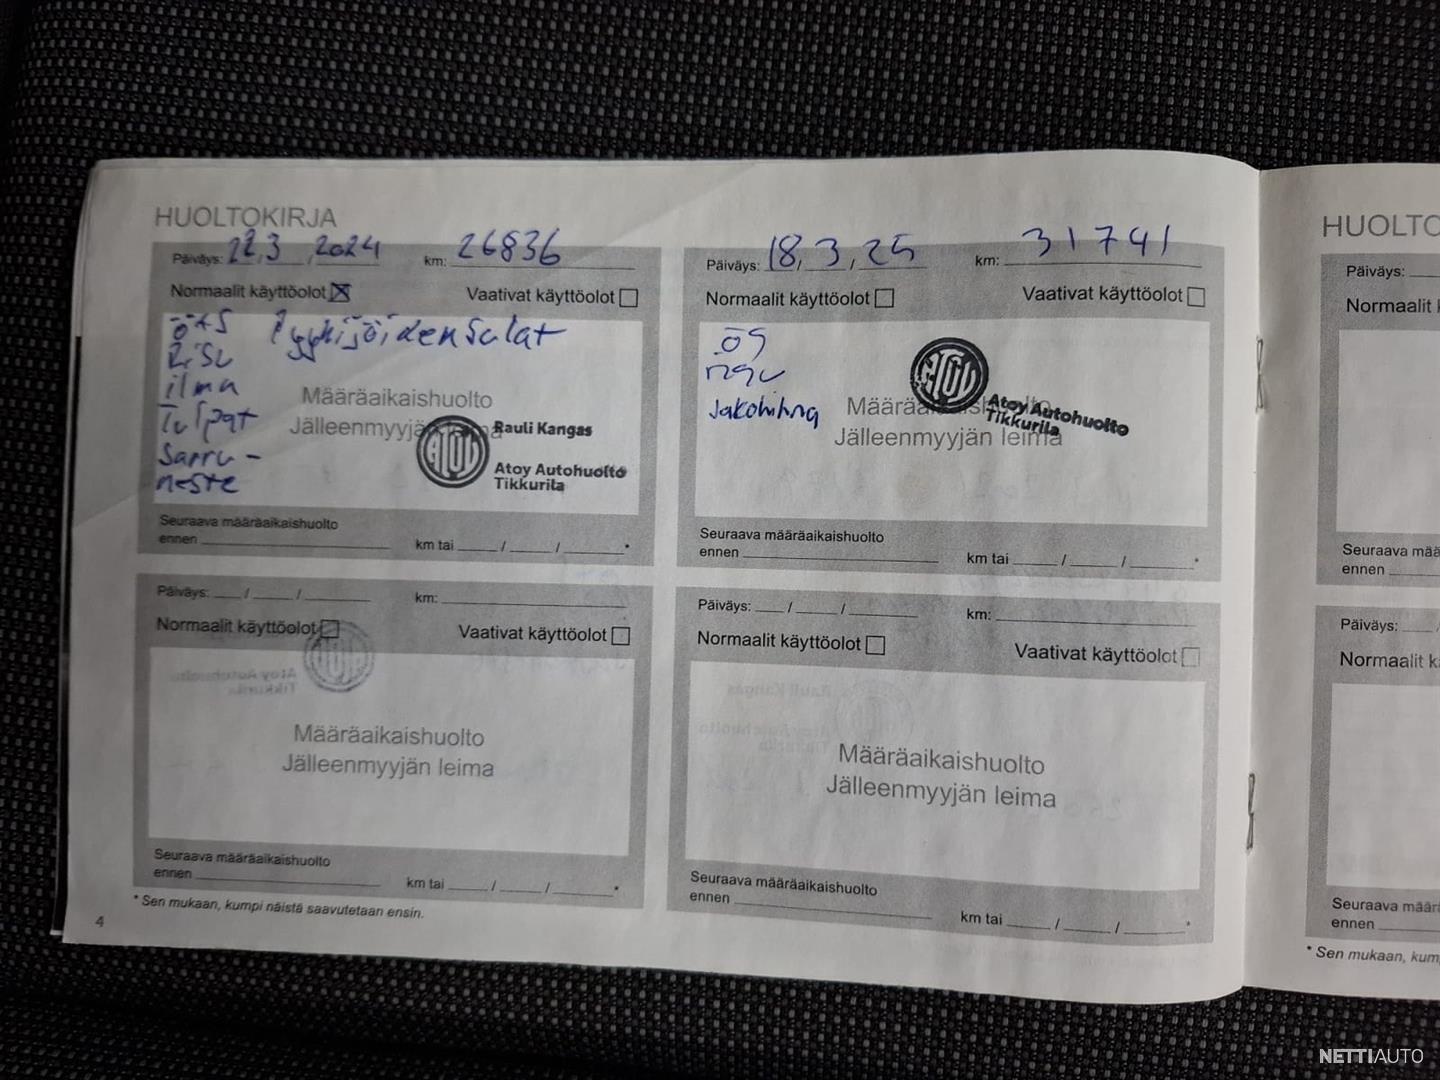 HUOLTOKIRJA
Päiväys: 22.3.2024 km: 26836
Normaalit käyttöolot Vaativat käyttöolot
Pyyhkijöidensulat
ilma
Tulpat
Jarru-
neste
Määräaikaishuolto
Jälleenmyyjän leima
Rauli Kangas
Atoy Autohuolto
Tikkurila
Seuraava määräaikaishuolto
ennen km tai / / *
Päiväys: 18, 3, / 25 km: 31741
Normaalit käyttöolot Vaativat käyttöolot
Jakohihna
ATOY
Määräaikaishuolto
Jälleenmyyjän leima
Atoy Autohuolto
Tikkurila
Seuraava määräaikaishuolto
ennen km tai / / *
Päiväys: / / km:
Normaalit käyttöolot Vaativat käyttöolot
Määräaikaishuolto
Jälleenmyyjän leima
Seuraava määräaikaishuolto
ennen km tai / / *
Päiväys: / / km:
Normaalit käyttöolot Vaativat käyttöolot
Määräaikaishuolto
Jälleenmyyjän leima
Seuraava määräaikaishuolto
ennen km tai / / *
* Sen mukaan, kumpi näistä saavutetaan ensin.
4
HUOLTO
Päiväys:
Normaalit k
Seuraava mää
ennen
Päiväys:
Normaalit k
Seuraava määrä
ennen
* Sen mukaan, kum
NETTIAUTO